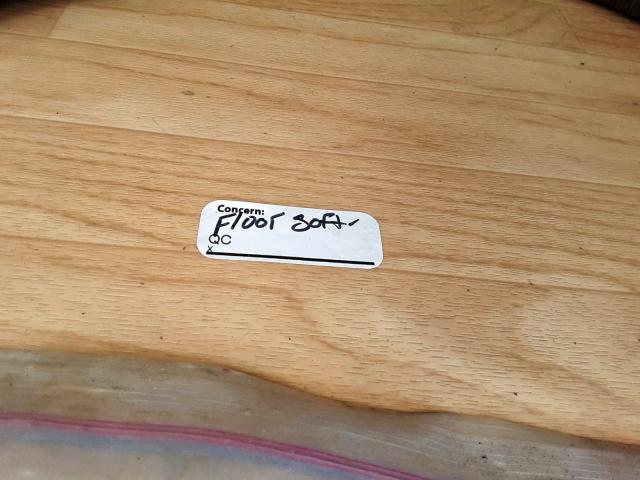 Concern:
Floor soft
QC
x